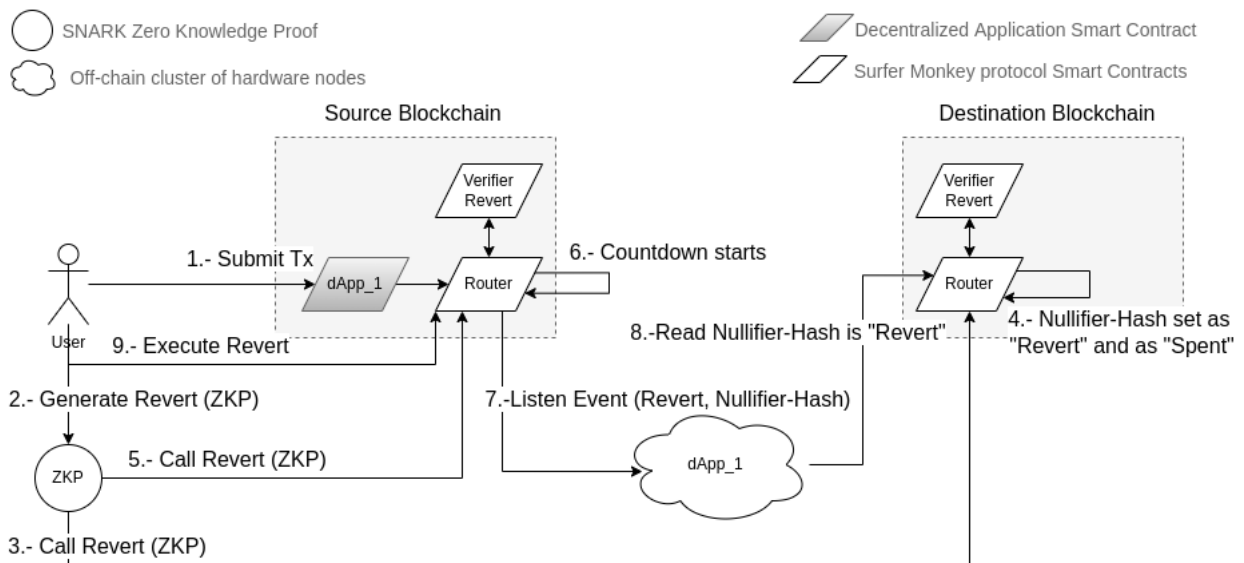 SNARK Zero Knowledge Proof
Decentralized Application Smart Contract
Off-chain cluster of hardware nodes
Surfer Monkey protocol Smart Contracts
Source Blockchain
Destination Blockchain
Verifier
Revert
Verifier
Revert
1.- Submit Tx
6.- Countdown starts
dApp_1
Router
Router
User
9.- Execute Revert
8.-Read Nullifier-Hash is "Revert"
4.- Nullifier-Hash set as
"Revert" and as "Spent"
2.- Generate Revert (ZKP)
7.-Listen Event (Revert, Nullifier-Hash)
5.- Call Revert (ZKP)
ZKP
dApp_1
3.- Call Revert (ZKP)